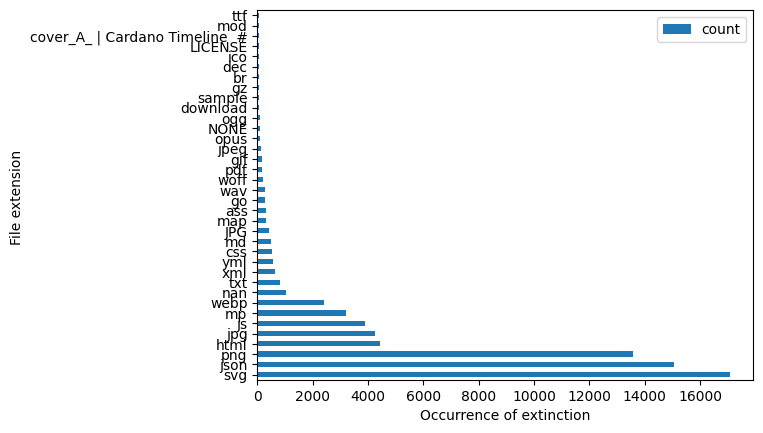 ttf
mod
cover_A_ | Cardano Timeline_#
LICENSE
ico
dec
br
gz
sample
download
ogg
NONE
opus
jpeg
gif
pdf
woff
wav
go
ass
map
JPG
md
css
yml
xml
txt
nan
webp
mp
js
jpg
html
png
json
svg
File extension
count
0 2000 4000 6000 8000 10000 12000 14000 16000
Occurrence of extinction